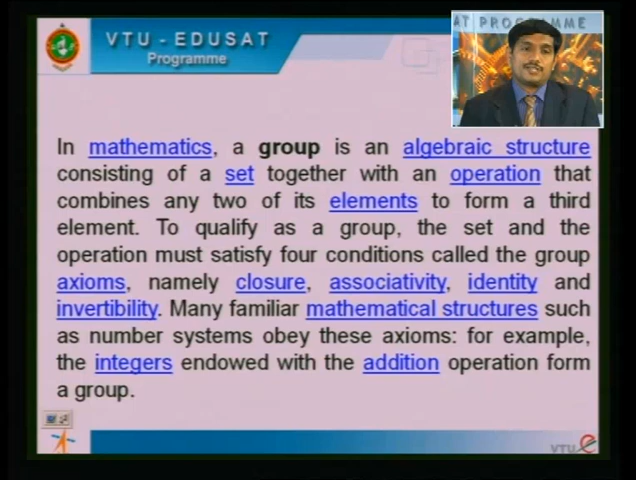 VTU - EDUSAT
Programme
AT PROGRAMME
In mathematics, a group is an algebraic structure
consisting of a set together with an operation that
combines any two of its elements to form a third
element. To qualify as a group, the set and the
operation must satisfy four conditions called the group
axioms, namely closure, associativity, identity and
invertibility. Many familiar mathematical structures such
as number systems obey these axioms: for example,
the integers endowed with the addition operation form
a group.
VTU e